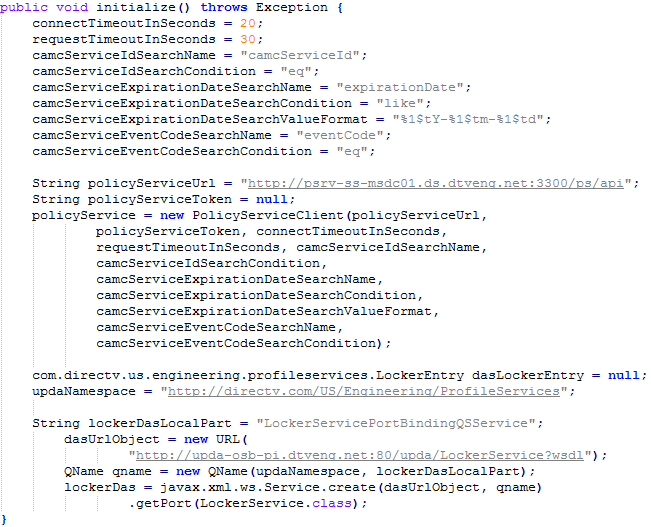 public void initialize() throws Exception {
connectTimeoutInSeconds = 20;
requestTimeoutInSeconds = 30;
camcServiceIdSearchName = "camcServiceId";
camcServiceIdSearchCondition = "eq";
camcServiceExpirationDateSearchName = "expirationDate";
camcServiceExpirationDateSearchCondition = "like";
camcServiceExpirationDateSearchValueFormat = "%1$tY-%1$tm-%1$td";
camcServiceEventCodeSearchName = "eventCode";
camcServiceEventCodeSearchCondition = "eq";
String policyServiceUrl = "http://psrv-ss-msdc01.ds.dtveng.net:3300/ps/api";
String policyServiceToken = null;
policyService = new PolicyServiceClient(policyServiceUrl,
policyServiceToken, connectTimeoutInSeconds,
requestTimeoutInSeconds, camcServiceIdSearchName,
camcServiceIdSearchCondition,
camcServiceExpirationDateSearchName,
camcServiceExpirationDateSearchCondition,
camcServiceExpirationDateSearchValueFormat,
camcServiceEventCodeSearchName,
camcServiceEventCodeSearchCondition);
com.directv.us.engineering.profileservices.LockerEntry dasLockerEntry = null;
updaNamespace = "http://directv.com/US/Engineering/ProfileServices";
String lockerDasLocalPart = "LockerServicePortBindingQSService";
dasUrlObject = new URL(
"http://upda-osb-pi.dtveng.net:80/upda/LockerService?wsdl");
QName qname = new QName(updaNamespace, lockerDasLocalPart);
lockerDas = javax.xml.ws.Service.create(dasUrlObject, qname)
.getPort(LockerService.class);
}